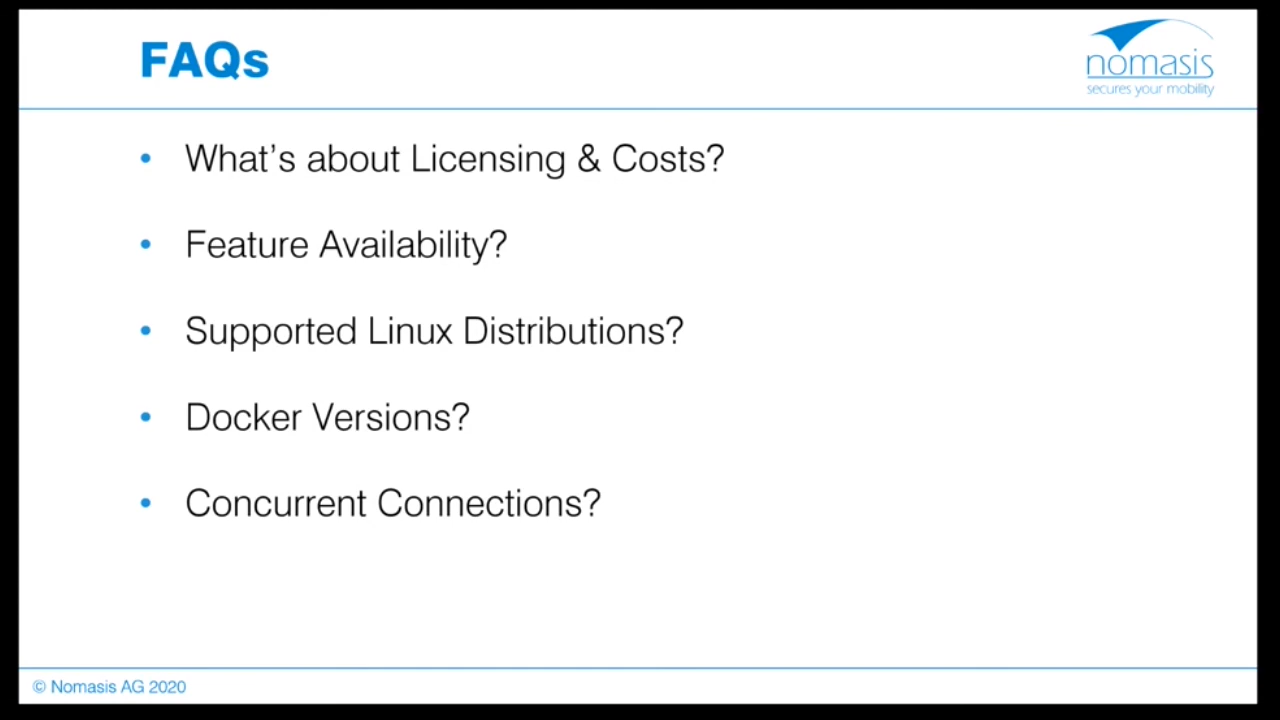 FAQs
nomasis
secures your mobility
• What's about Licensing & Costs?
• Feature Availability?
• Supported Linux Distributions?
• Docker Versions?
• Concurrent Connections?
© Nomasis AG 2020